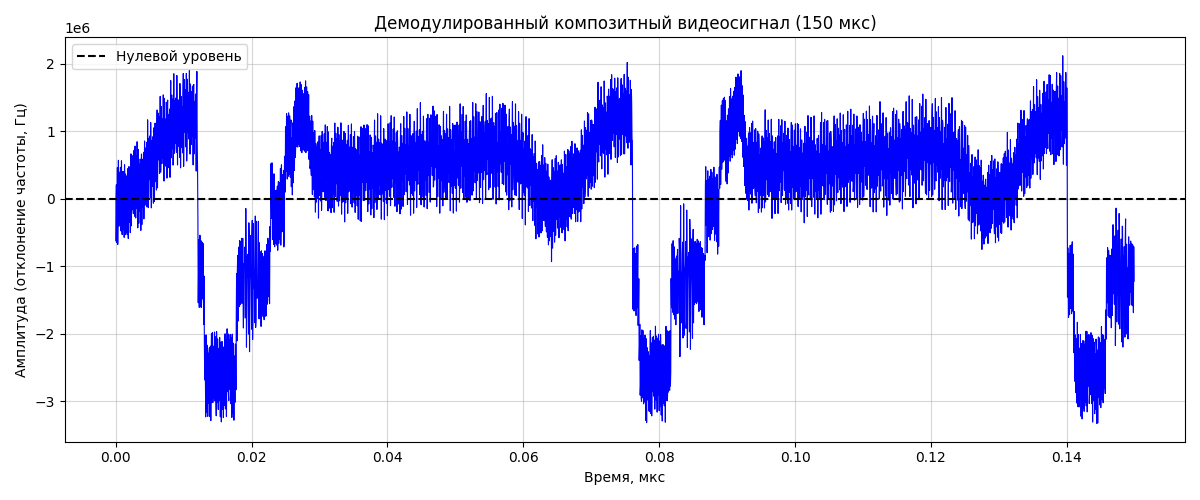 Демодулированный композитный видеосигнал (150 мкс)
1e6
Нулевой уровень
2
1
0
−1
−2
−3
Амплитуда (отклонение частоты, Гц)
0.00 0.02 0.04 0.06 0.08 0.10 0.12 0.14
Время, мкс